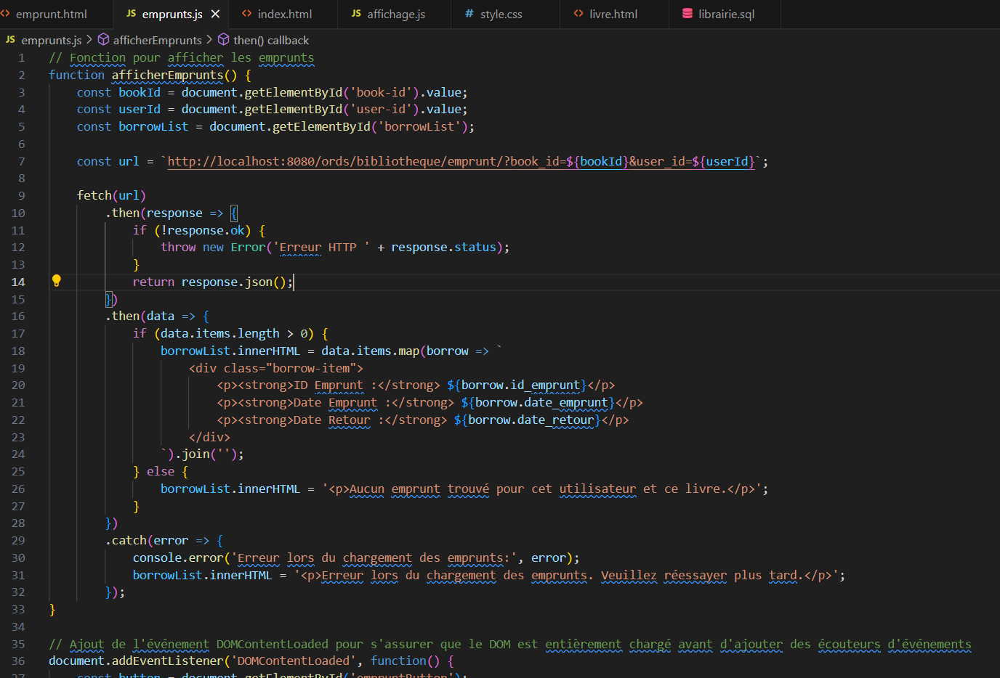 <> emprunt.html JS emprunts.js × <> index.html JS affichage.js # style.css <> livre.html librairie.sql
JS emprunts.js > afficherEmprunts > then() callback
1 // Fonction pour afficher les emprunts
2 function afficherEmprunts() {
3     const bookId = document.getElementById('book-id').value;
4     const userId = document.getElementById('user-id').value;
5     const borrowList = document.getElementById('borrowList');
6
7     const url = `http://localhost:8080/ords/bibliotheque/emprunt/?book_id=${bookId}&user_id=${userId}`;
8
9     fetch(url)
10         .then(response => {
11             if (!response.ok) {
12                 throw new Error('Erreur HTTP ' + response.status);
13             }
14             return response.json();
15         })
16         .then(data => {
17             if (data.items.length > 0) {
18                 borrowList.innerHTML = data.items.map(borrow => `
19                     <div class="borrow-item">
20                         <p><strong>ID Emprunt :</strong> ${borrow.id_emprunt}</p>
21                         <p><strong>Date Emprunt :</strong> ${borrow.date_emprunt}</p>
22                         <p><strong>Date Retour :</strong> ${borrow.date_retour}</p>
23                     </div>
24                 `).join('');
25             } else {
26                 borrowList.innerHTML = '<p>Aucun emprunt trouvé pour cet utilisateur et ce livre.</p>';
27             }
28         })
29         .catch(error => {
30             console.error('Erreur lors du chargement des emprunts:', error);
31             borrowList.innerHTML = '<p>Erreur lors du chargement des emprunts. Veuillez réessayer plus tard.</p>';
32         });
33 }
34
35 // Ajout de l'événement DOMContentLoaded pour s'assurer que le DOM est entièrement chargé avant d'ajouter des écouteurs d'événements
36 document.addEventListener('DOMContentLoaded', function() {
37     const button = document.getElementById('empruntButton');